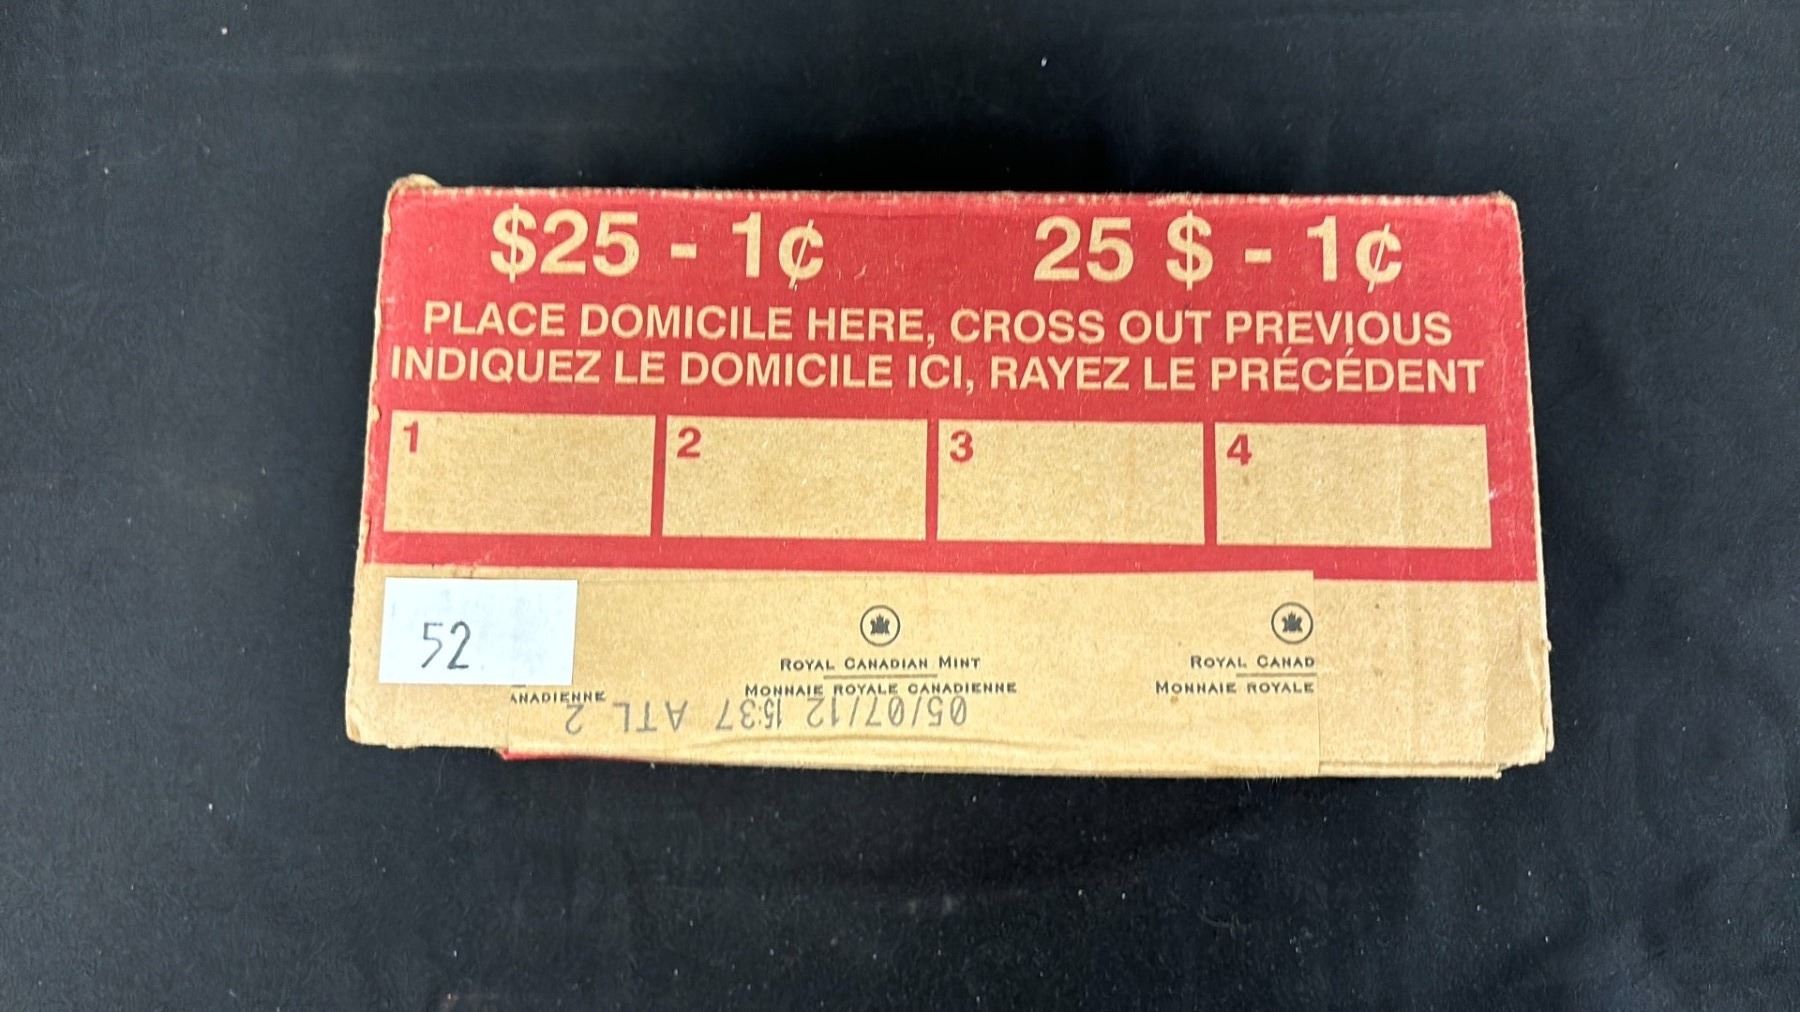 $25 - 1¢ 25 $ - 1¢
PLACE DOMICILE HERE, CROSS OUT PREVIOUS
INDIQUEZ LE DOMICILE ICI, RAYEZ LE PRÉCÉDENT
1 2 3 4
52
ROYAL CANADIAN MINT
MONNAIE ROYALE CANADIENNE
ROYAL CANAD
MONNAIE ROYALE
ANADIENNE
05/07/12 15:37 ATL 2